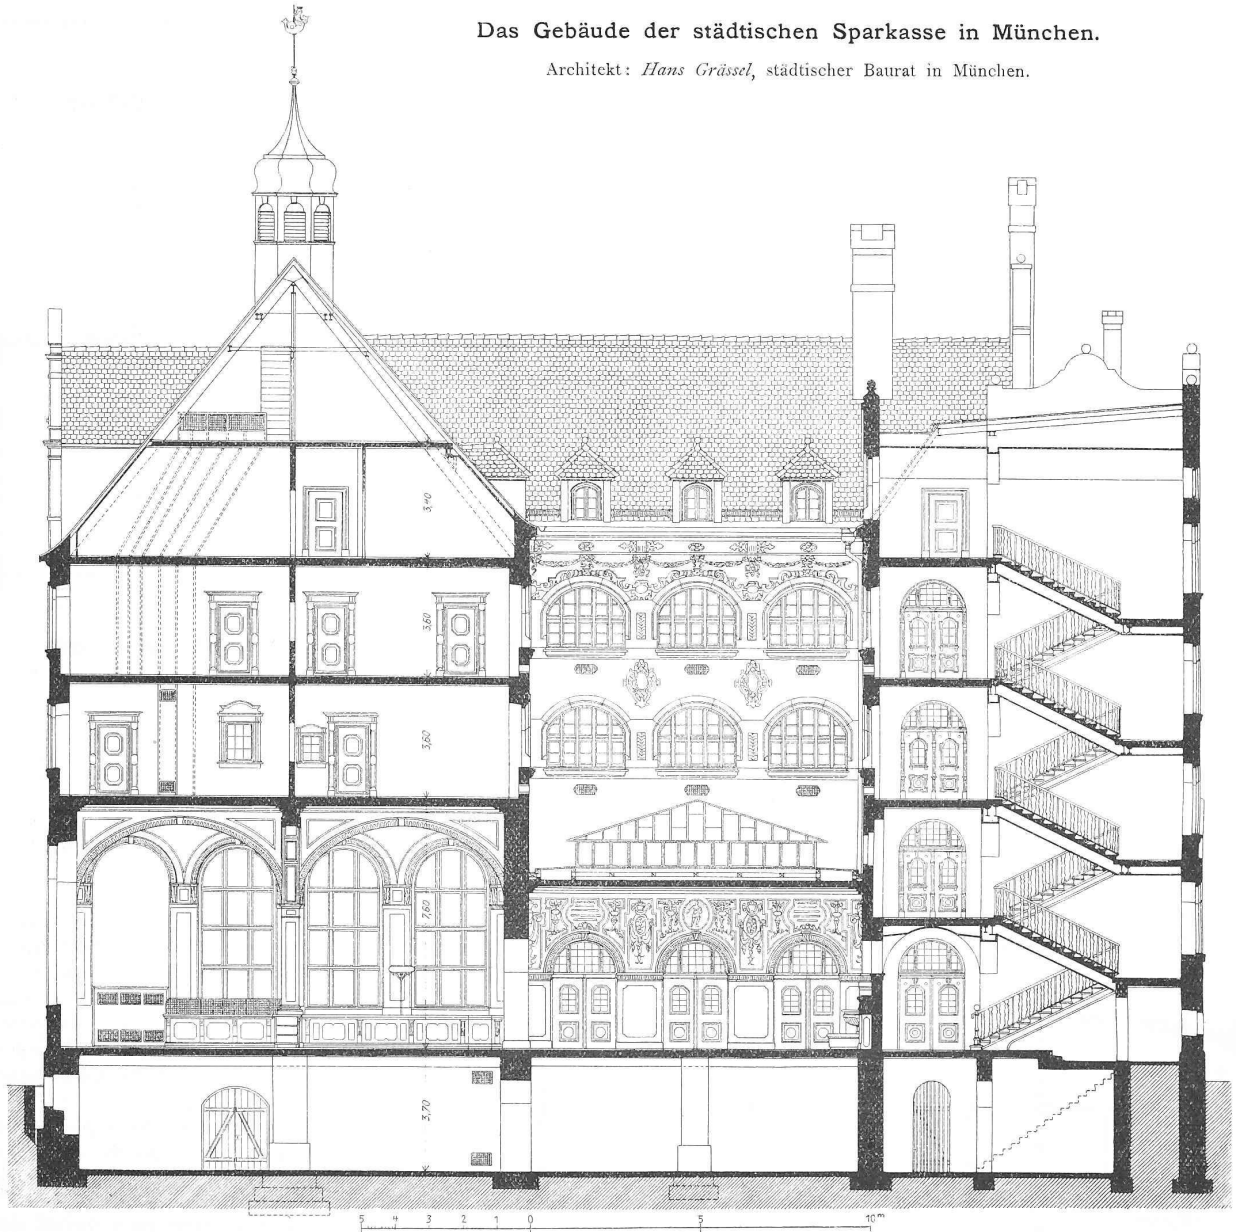 Das Gebäude der städtischen Sparkasse in München.
Architekt: Hans Grässel, städtischer Baurat in München.
3,40
3,60
3,60
7,60
3,70
5 4 3 2 1 0 5 10 m